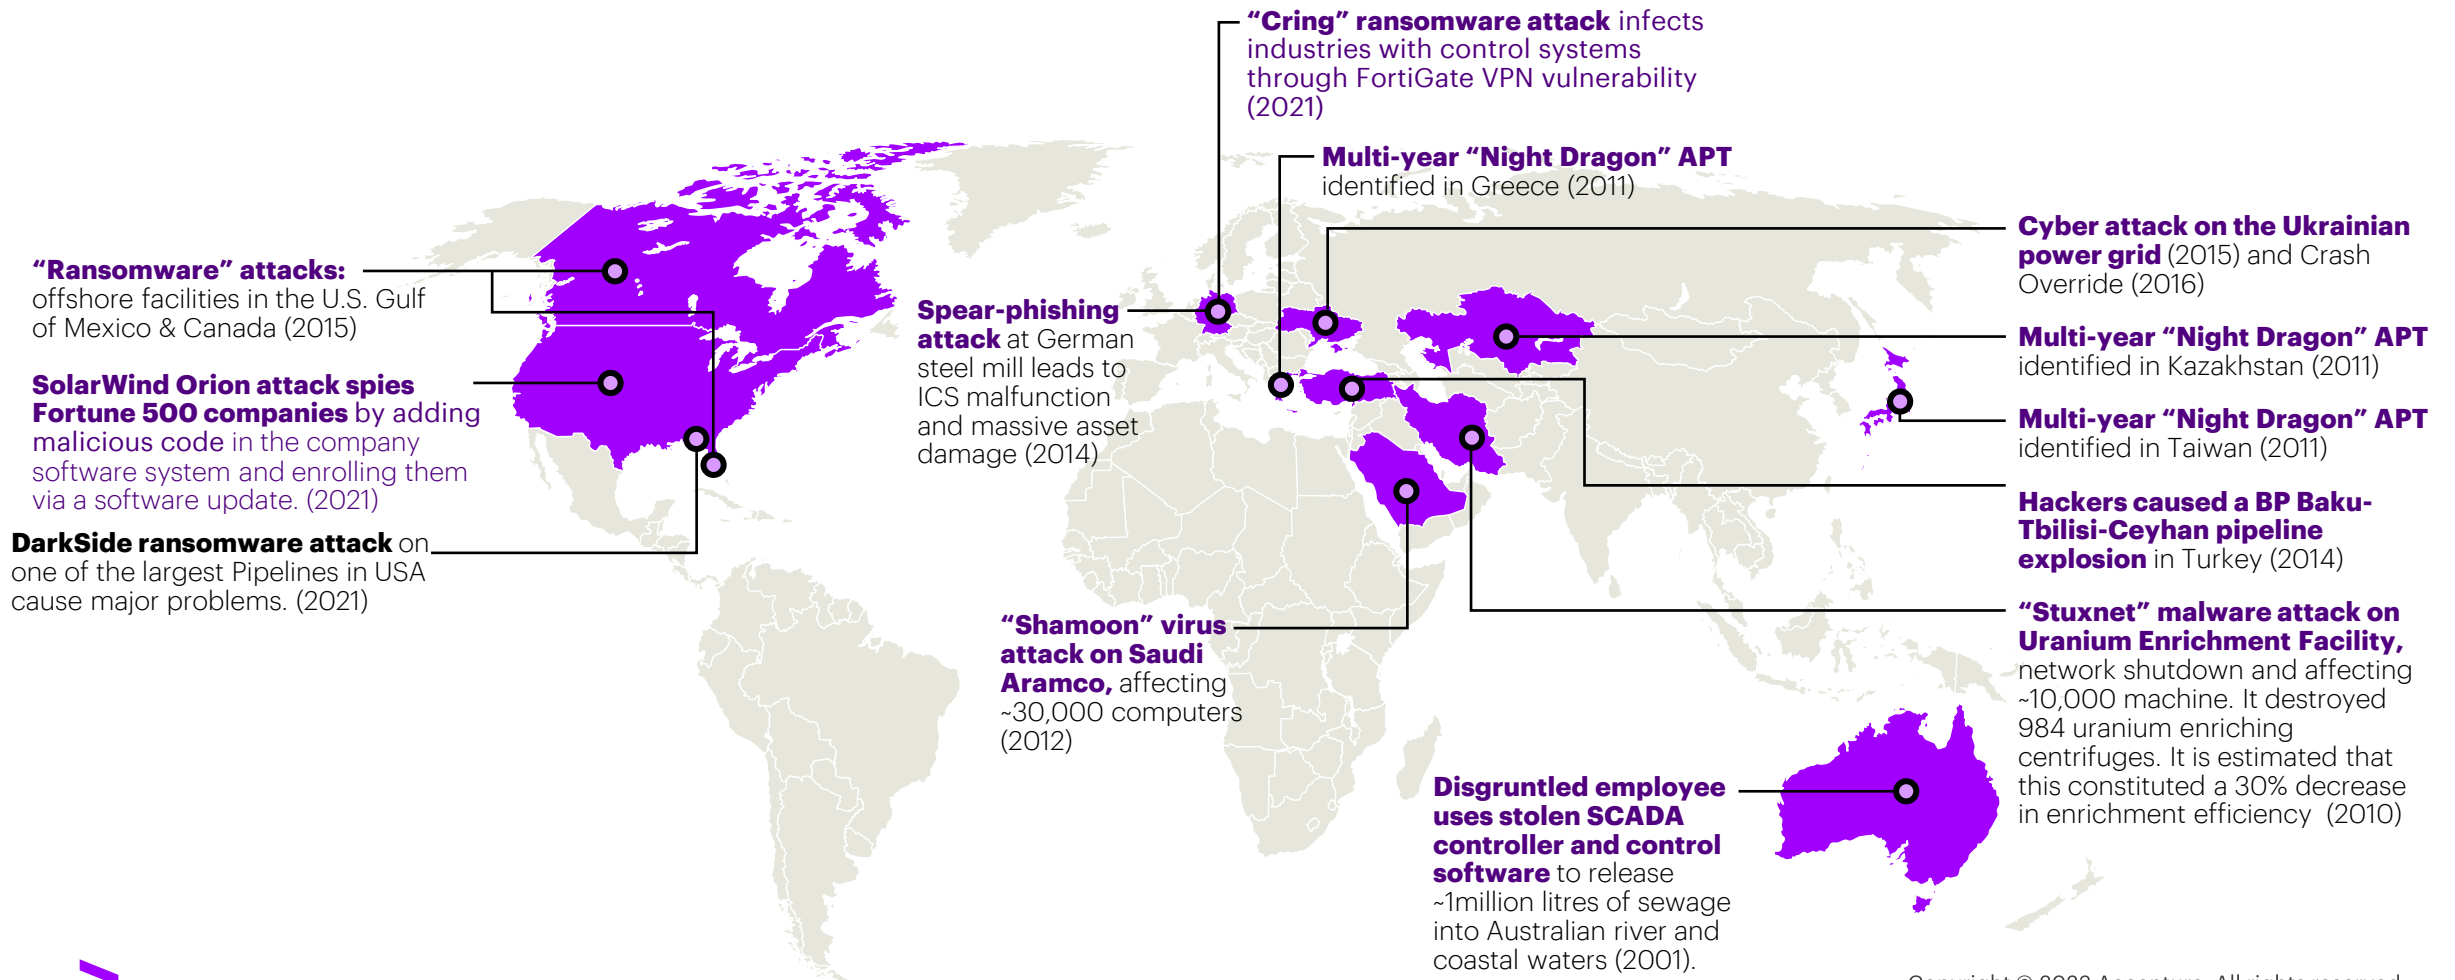 “Cring” ransomware attack infects
industries with control systems
through FortiGate VPN vulnerability
(2021)
Multi-year “Night Dragon” APT
identified in Greece (2011)
“Ransomware” attacks:
offshore facilities in the U.S. Gulf
of Mexico & Canada (2015)
SolarWind Orion attack spies
Fortune 500 companies by adding
malicious code in the company
software system and enrolling them
via a software update. (2021)
DarkSide ransomware attack on
one of the largest Pipelines in USA
cause major problems. (2021)
Spear-phishing
attack at German
steel mill leads to
ICS malfunction
and massive asset
damage (2014)
“Shamoon” virus
attack on Saudi
Aramco, affecting
~30,000 computers
(2012)
Cyber attack on the Ukrainian
power grid (2015) and Crash
Override (2016)
Multi-year “Night Dragon” APT
identified in Kazakhstan (2011)
Multi-year “Night Dragon” APT
identified in Taiwan (2011)
Hackers caused a BP Baku-
Tbilisi-Ceyhan pipeline
explosion in Turkey (2014)
“Stuxnet” malware attack on
Uranium Enrichment Facility,
network shutdown and affecting
~10,000 machine. It destroyed
984 uranium enriching
centrifuges. It is estimated that
this constituted a 30% decrease
in enrichment efficiency (2010)
Disgruntled employee
uses stolen SCADA
controller and control
software to release
~1million litres of sewage
into Australian river and
coastal waters (2001).